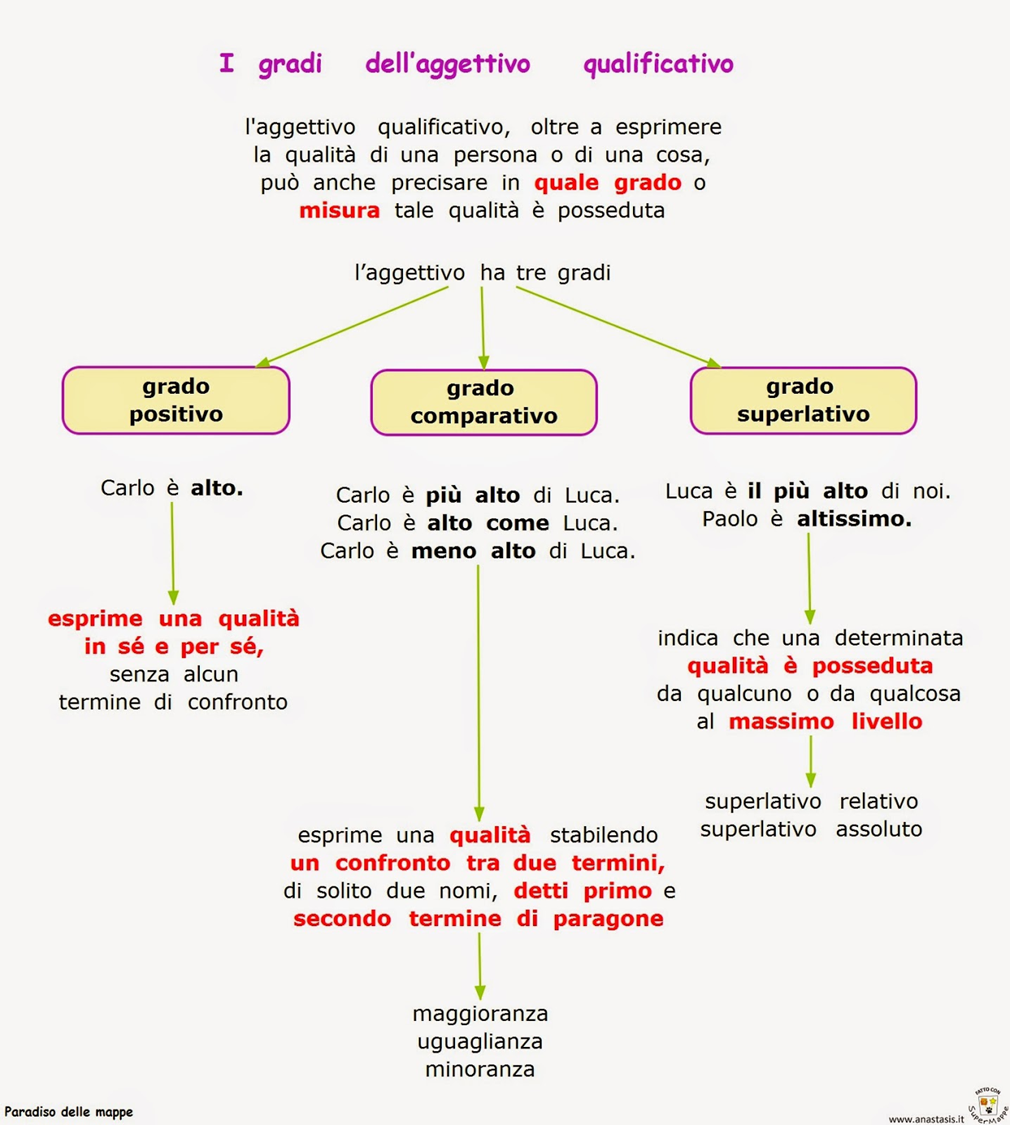 I gradi dell'aggettivo qualificativo
l'aggettivo qualificativo, oltre a esprimere
la qualità di una persona o di una cosa,
può anche precisare in quale grado o
misura tale qualità è posseduta
l'aggettivo ha tre gradi
grado
positivo
grado
comparativo
grado
superlativo
Carlo è alto.
esprime una qualità
in sé e per sé,
senza alcun
termine di confronto
Carlo è più alto di Luca.
Carlo è alto come Luca.
Carlo è meno alto di Luca.
esprime una qualità stabilendo
un confronto tra due termini,
di solito due nomi, detti primo e
secondo termine di paragone
maggioranza
uguaglianza
minoranza
Luca è il più alto di noi.
Paolo è altissimo.
indica che una determinata
qualità è posseduta
da qualcuno o da qualcosa
al massimo livello
superlativo relativo
superlativo assoluto
Paradiso delle mappe
www.anastasis.it
FATTO CON
SuperMappe